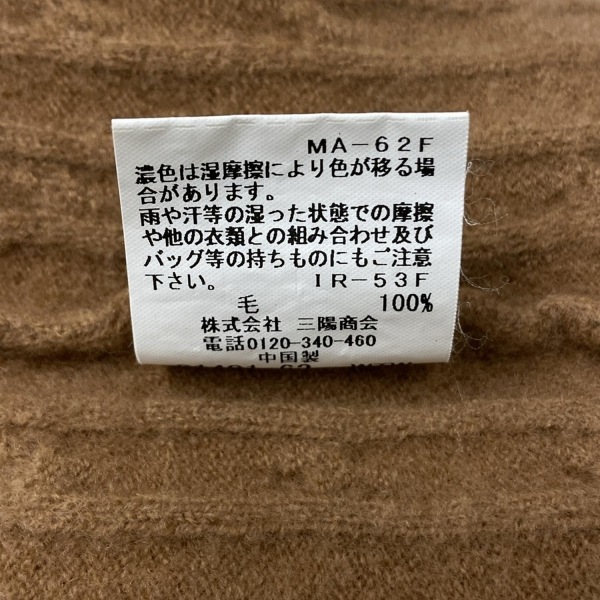 MA-62F
濃色は湿摩擦により色が移る場
合があります。
雨や汗等の湿った状態での摩擦
や他の衣類との組み合わせ及び
バッグ等の持ちものにもご注意
下さい。 IR-53F
毛 100%
株式会社 三陽商会
電話0120-340-460
中国製